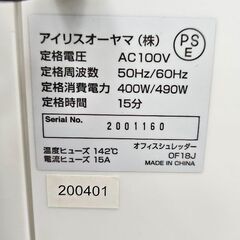 アイリスオーヤマ（株）
PS
E
定格電圧 AC100V
定格周波数 50Hz/60Hz
定格消費電力 400W/490W
定格時間 15分
Serial No. 2001160
温度ヒューズ 142℃
電流ヒューズ 15A
オフィスシュレッダー
OF18J
MADE IN CHINA
200401